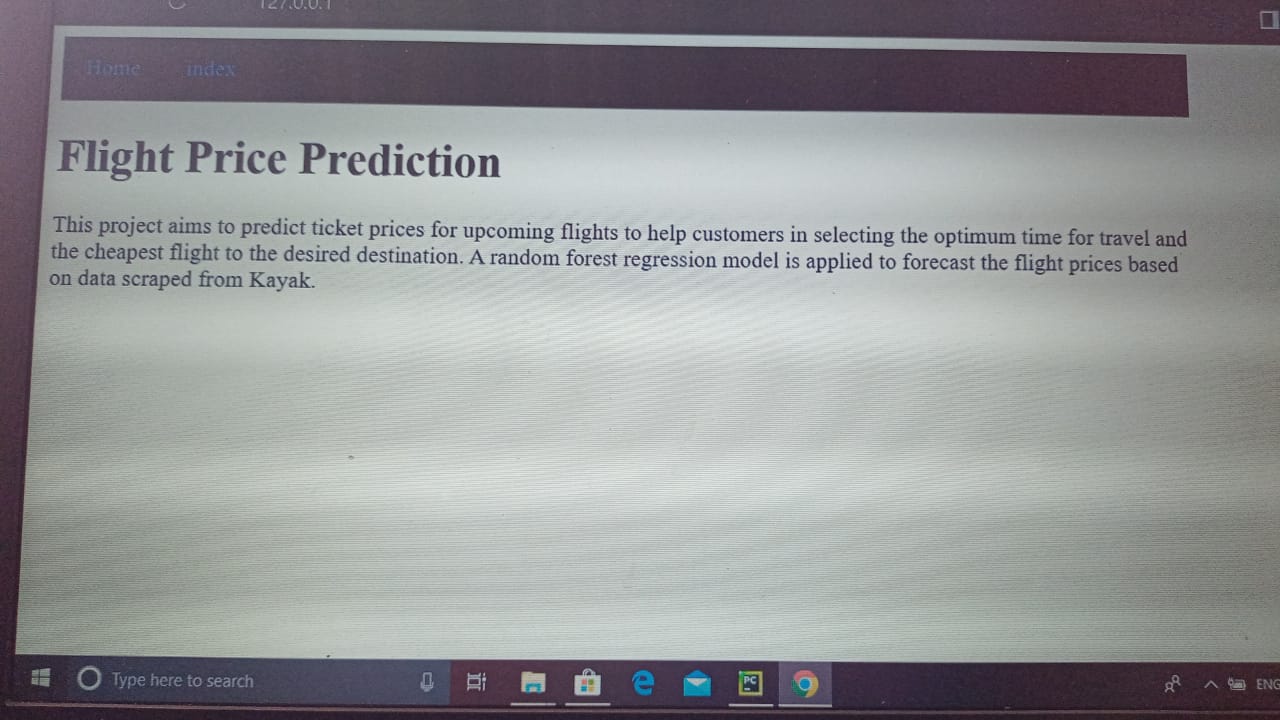 127.0.0.1
Home index
Flight Price Prediction
This project aims to predict ticket prices for upcoming flights to help customers in selecting the optimum time for travel and
the cheapest flight to the desired destination. A random forest regression model is applied to forecast the flight prices based
on data scraped from Kayak.
Type here to search
PC
ENG